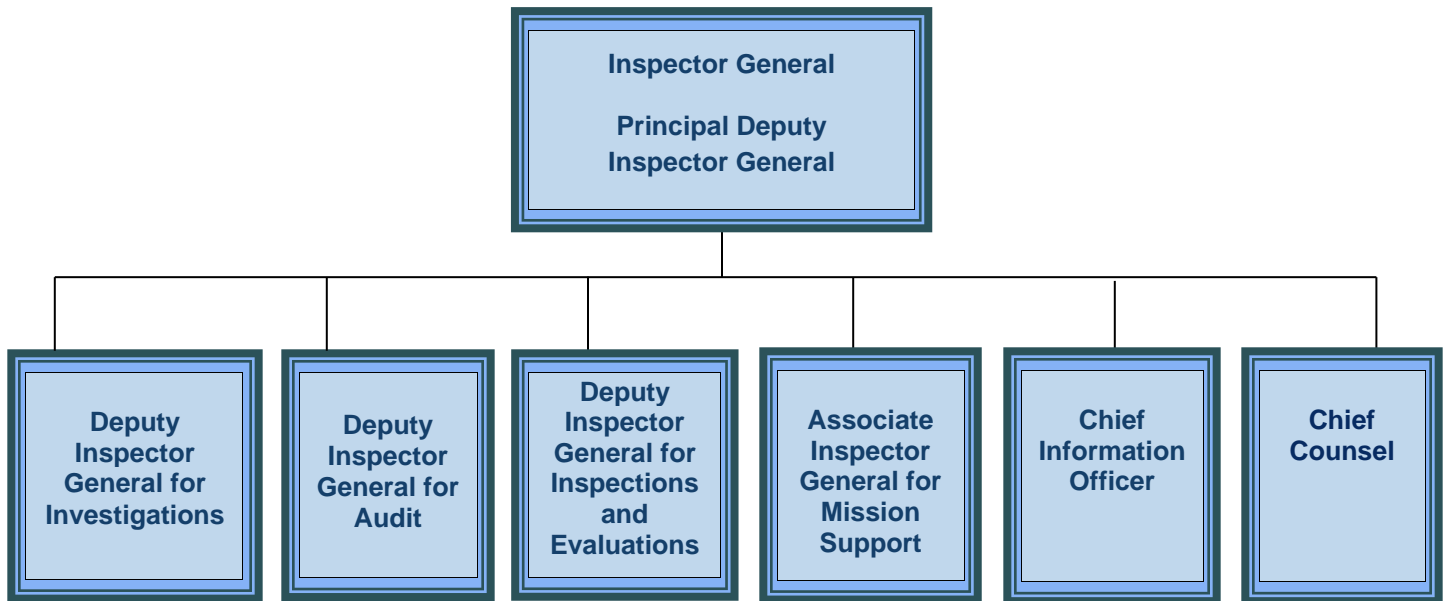 Inspector General
Principal Deputy
Inspector General
Deputy
Inspector
General for
Investigations
Deputy
Inspector
General for
Audit
Deputy
Inspector
General for
Inspections
and
Evaluations
Associate
Inspector
General for
Mission
Support
Chief
Information
Officer
Chief
Counsel